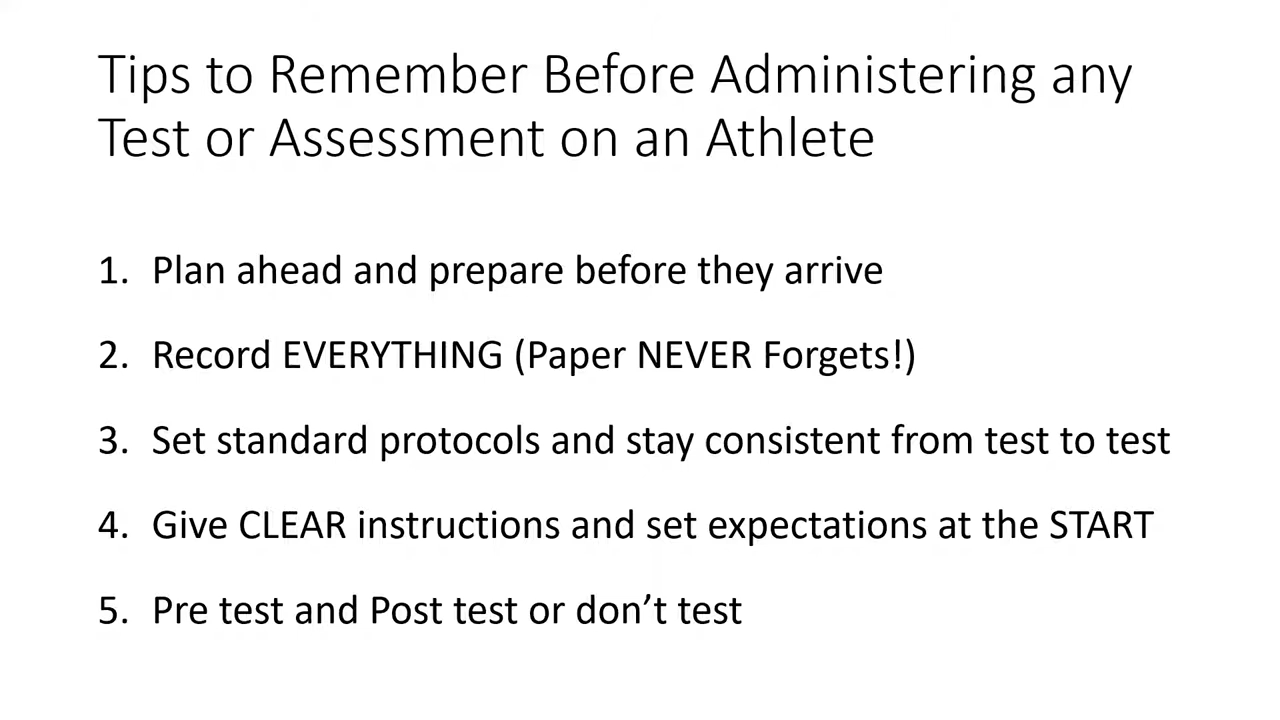 Tips to Remember Before Administering any
Test or Assessment on an Athlete
1. Plan ahead and prepare before they arrive
2. Record EVERYTHING (Paper NEVER Forgets!)
3. Set standard protocols and stay consistent from test to test
4. Give CLEAR instructions and set expectations at the START
5. Pre test and Post test or don’t test